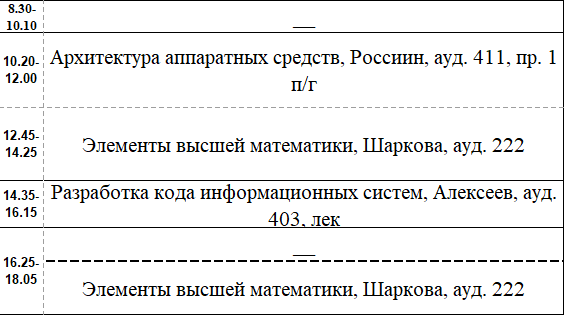 8.30-
10.10
—
10.20-
12.00
Архитектура аппаратных средств, Россиин, ауд. 411, пр. 1
п/г
12.45-
14.25
Элементы высшей математики, Шаркова, ауд. 222
14.35-
16.15
Разработка кода информационных систем, Алексеев, ауд.
403, лек
16.25-
18.05
—
Элементы высшей математики, Шаркова, ауд. 222